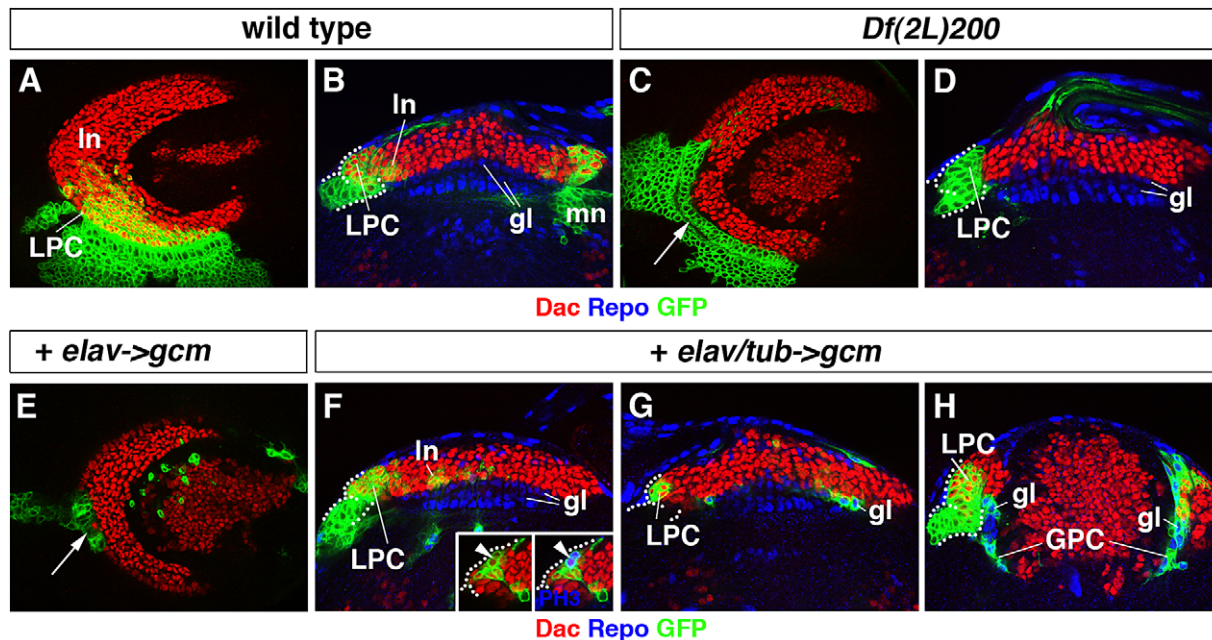 wild type
Df(2L)200
A
ln
LPC
B
ln
LPC
gl
mn
C
D
LPC
gl
Dac Repo GFP
+ elav->gcm
+ elav/tub->gcm
E
F
ln
LPC
gl
PH3
G
LPC
gl
H
LPC
gl
gl
GPC
Dac Repo GFP